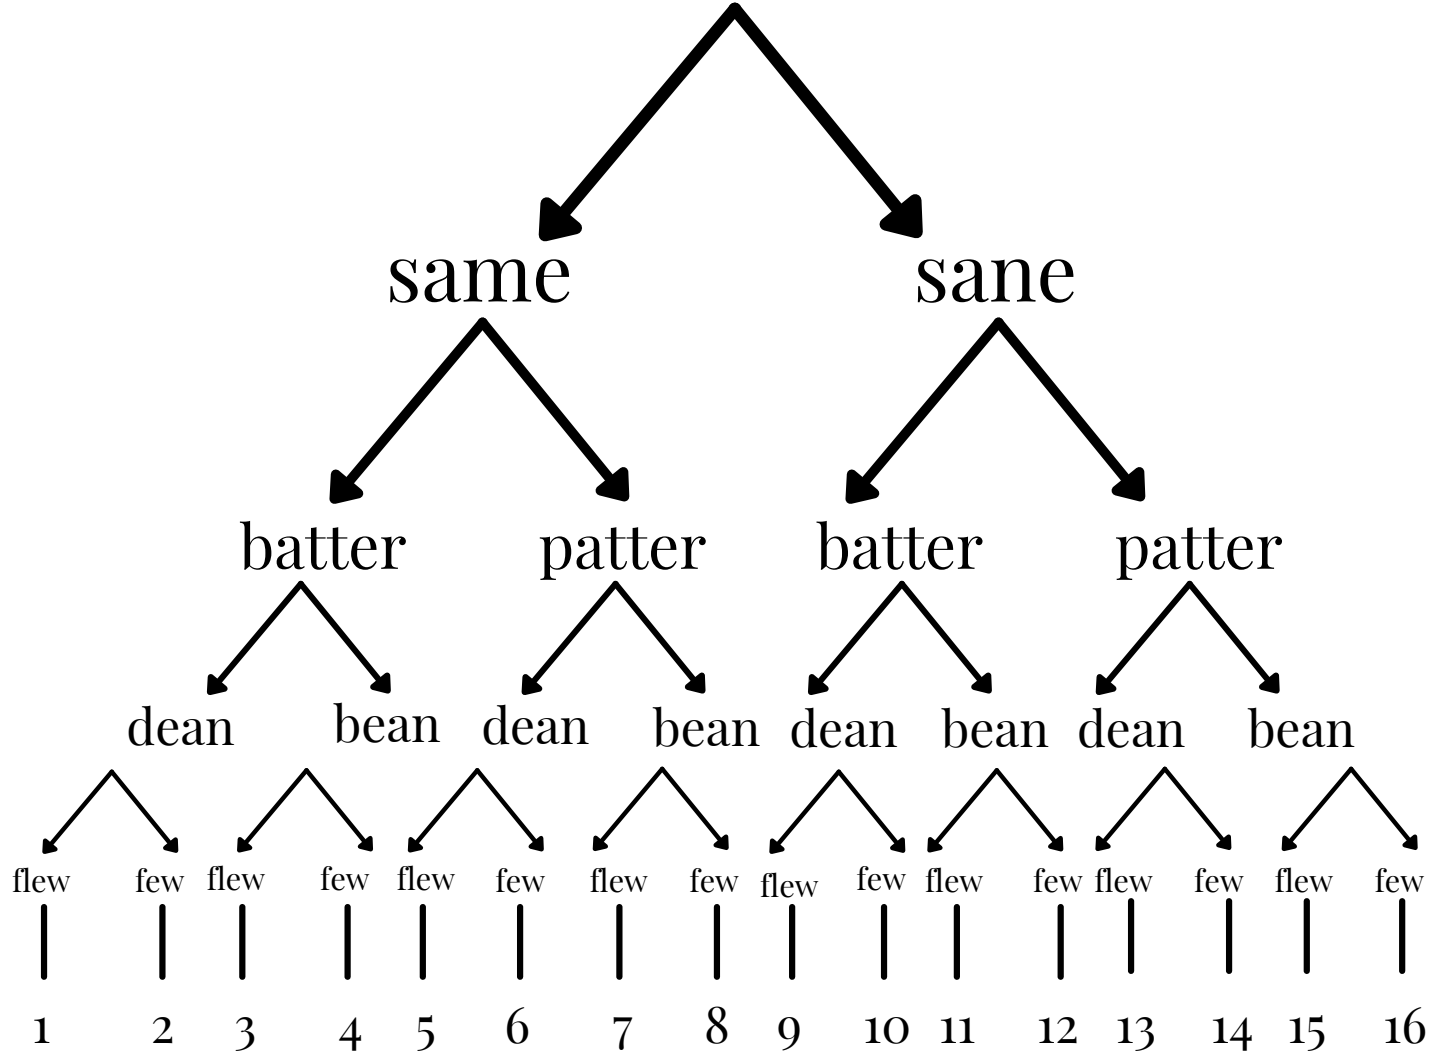 same sane
batter patter batter patter
dean bean dean bean dean bean dean bean
flew few flew few flew few flew few flew few flew few flew few flew few
1 2 3 4 5 6 7 8 9 10 11 12 13 14 15 16